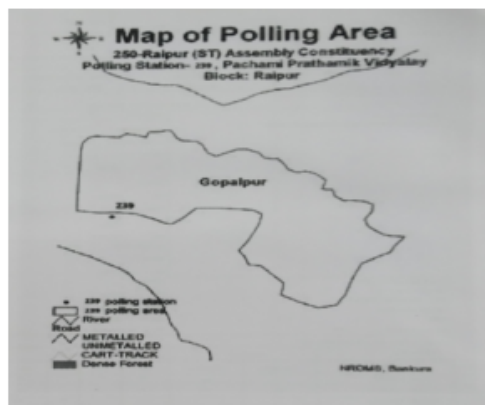 Map of Polling Area
250-Raipur (ST) Assembly Constituency
Polling Station- 239, Pachami Prathamik Vidyalay
Block: Raipur
Gopalpur
239
239 polling station
239 polling area
River
Road
METALLED
UNMETALLED
CART-TRACK
Dense Forest
NRDMS, Bankura